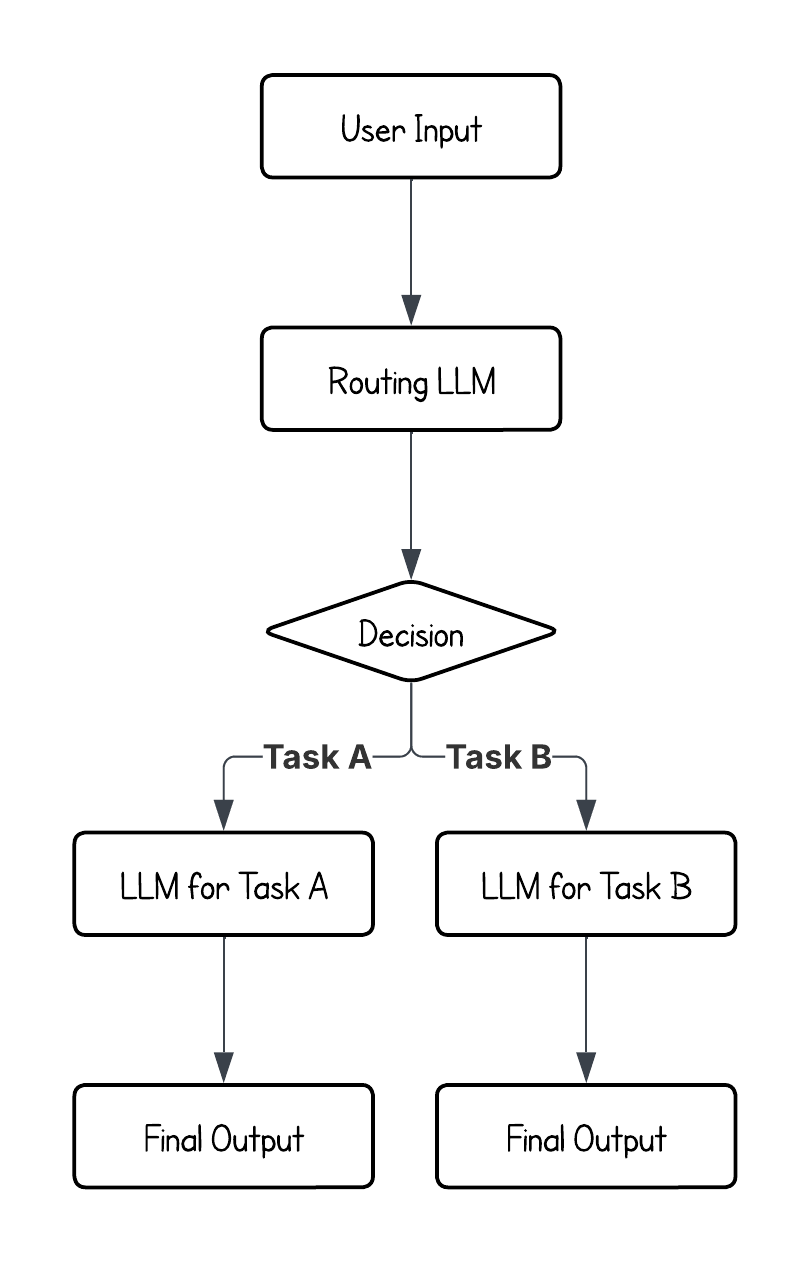 User Input
Routing LLM
Decision
Task A
Task B
LLM for Task A
LLM for Task B
Final Output
Final Output